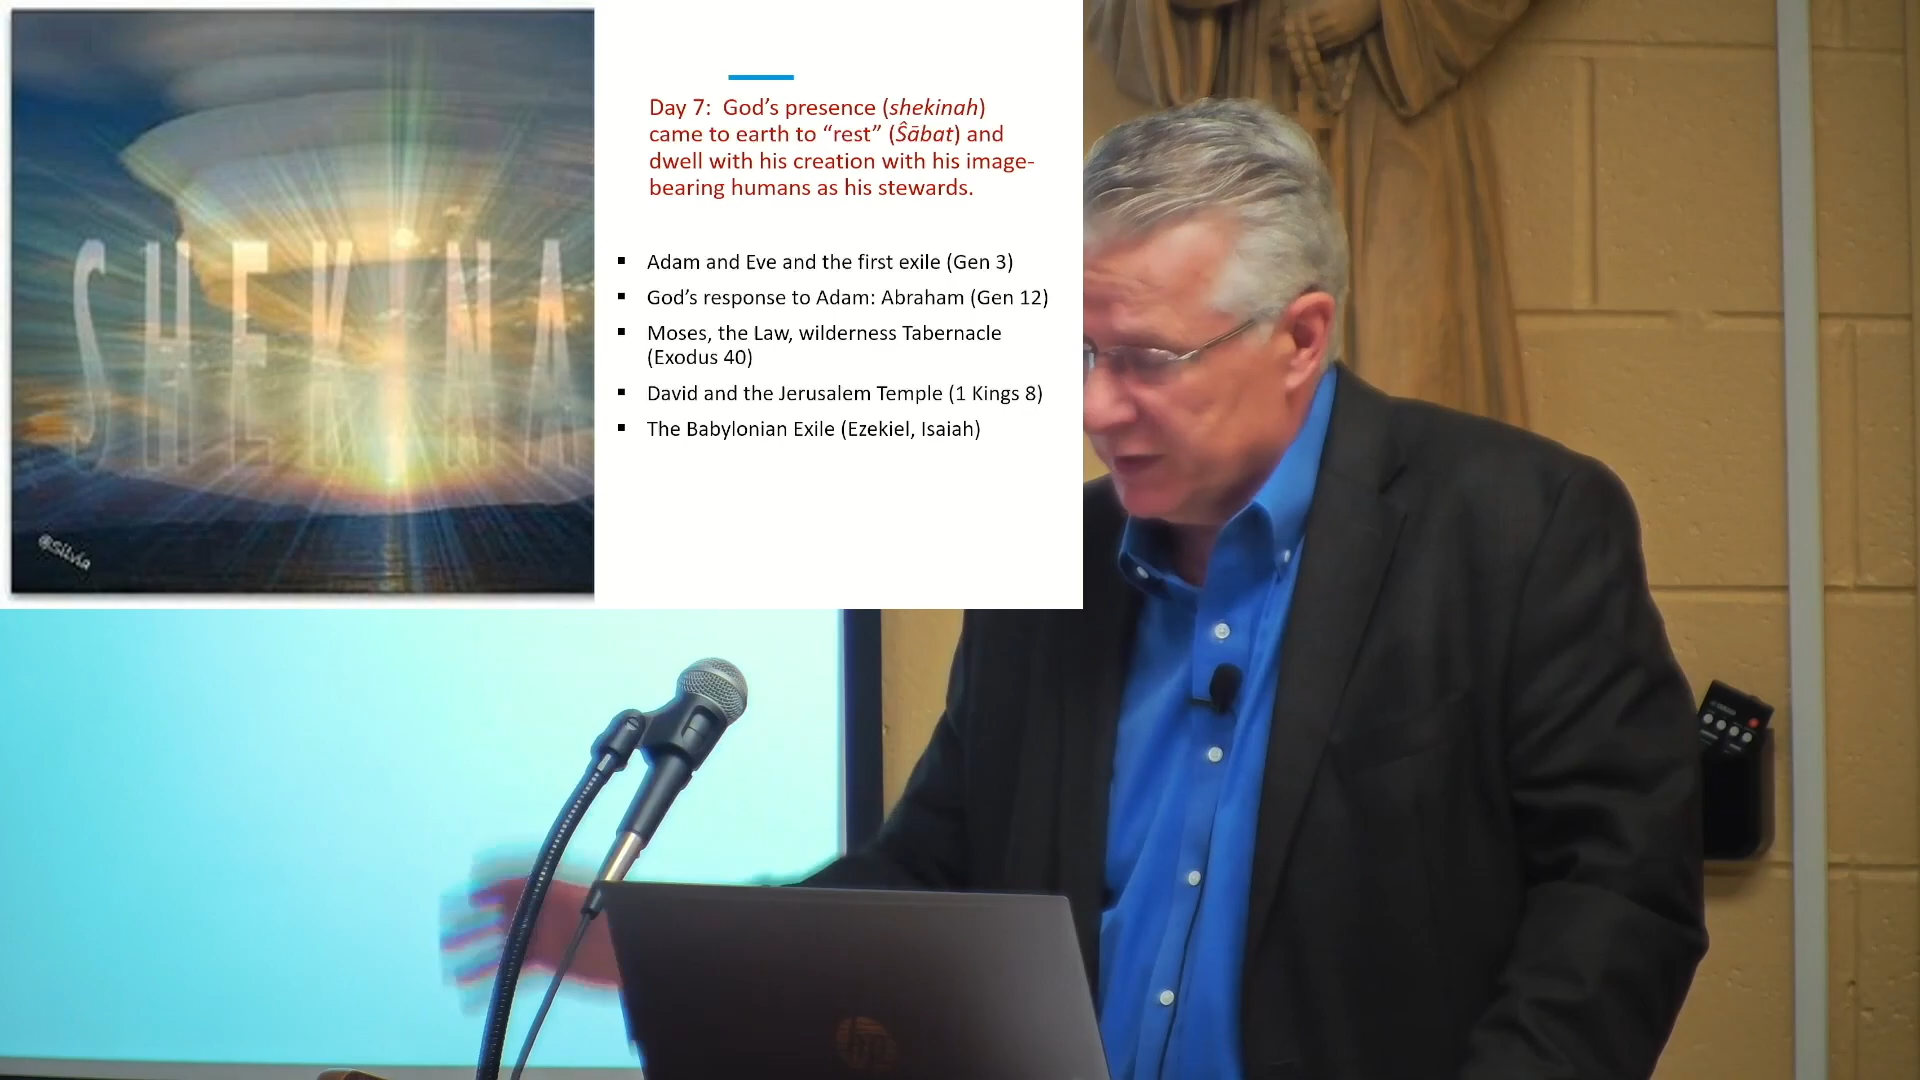 SHEKINA
@Silvia
Day 7:  God’s presence (shekinah)
came to earth to “rest” (Ŝābat) and
dwell with his creation with his image-
bearing humans as his stewards.
▪ Adam and Eve and the first exile (Gen 3)
▪ God’s response to Adam: Abraham (Gen 12)
▪ Moses, the Law, wilderness Tabernacle
(Exodus 40)
▪ David and the Jerusalem Temple (1 Kings 8)
▪ The Babylonian Exile (Ezekiel, Isaiah)
hp